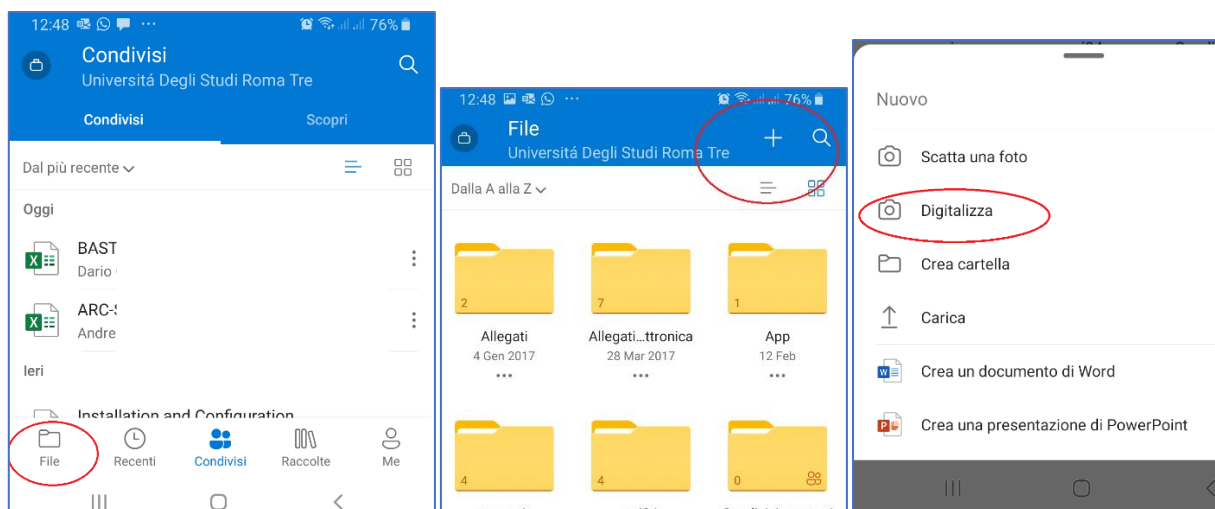 12:48 76%
Condivisi
Universitá Degli Studi Roma Tre
Condivisi Scopri
Dal più recente
Oggi
BAST
Dario
ARC-
Andre
Ieri
Installation and Configuration
File Recenti Condivisi Raccolte Me
12:48 76%
File
Universitá Degli Studi Roma Tre
Dalla A alla Z
2 7 1
Allegati Allegati...ttronica App
4 Gen 2017 28 Mar 2017 12 Feb
4 4 0
Nuovo
Scatta una foto
Digitalizza
Crea cartella
Carica
Crea un documento di Word
Crea una presentazione di PowerPoint